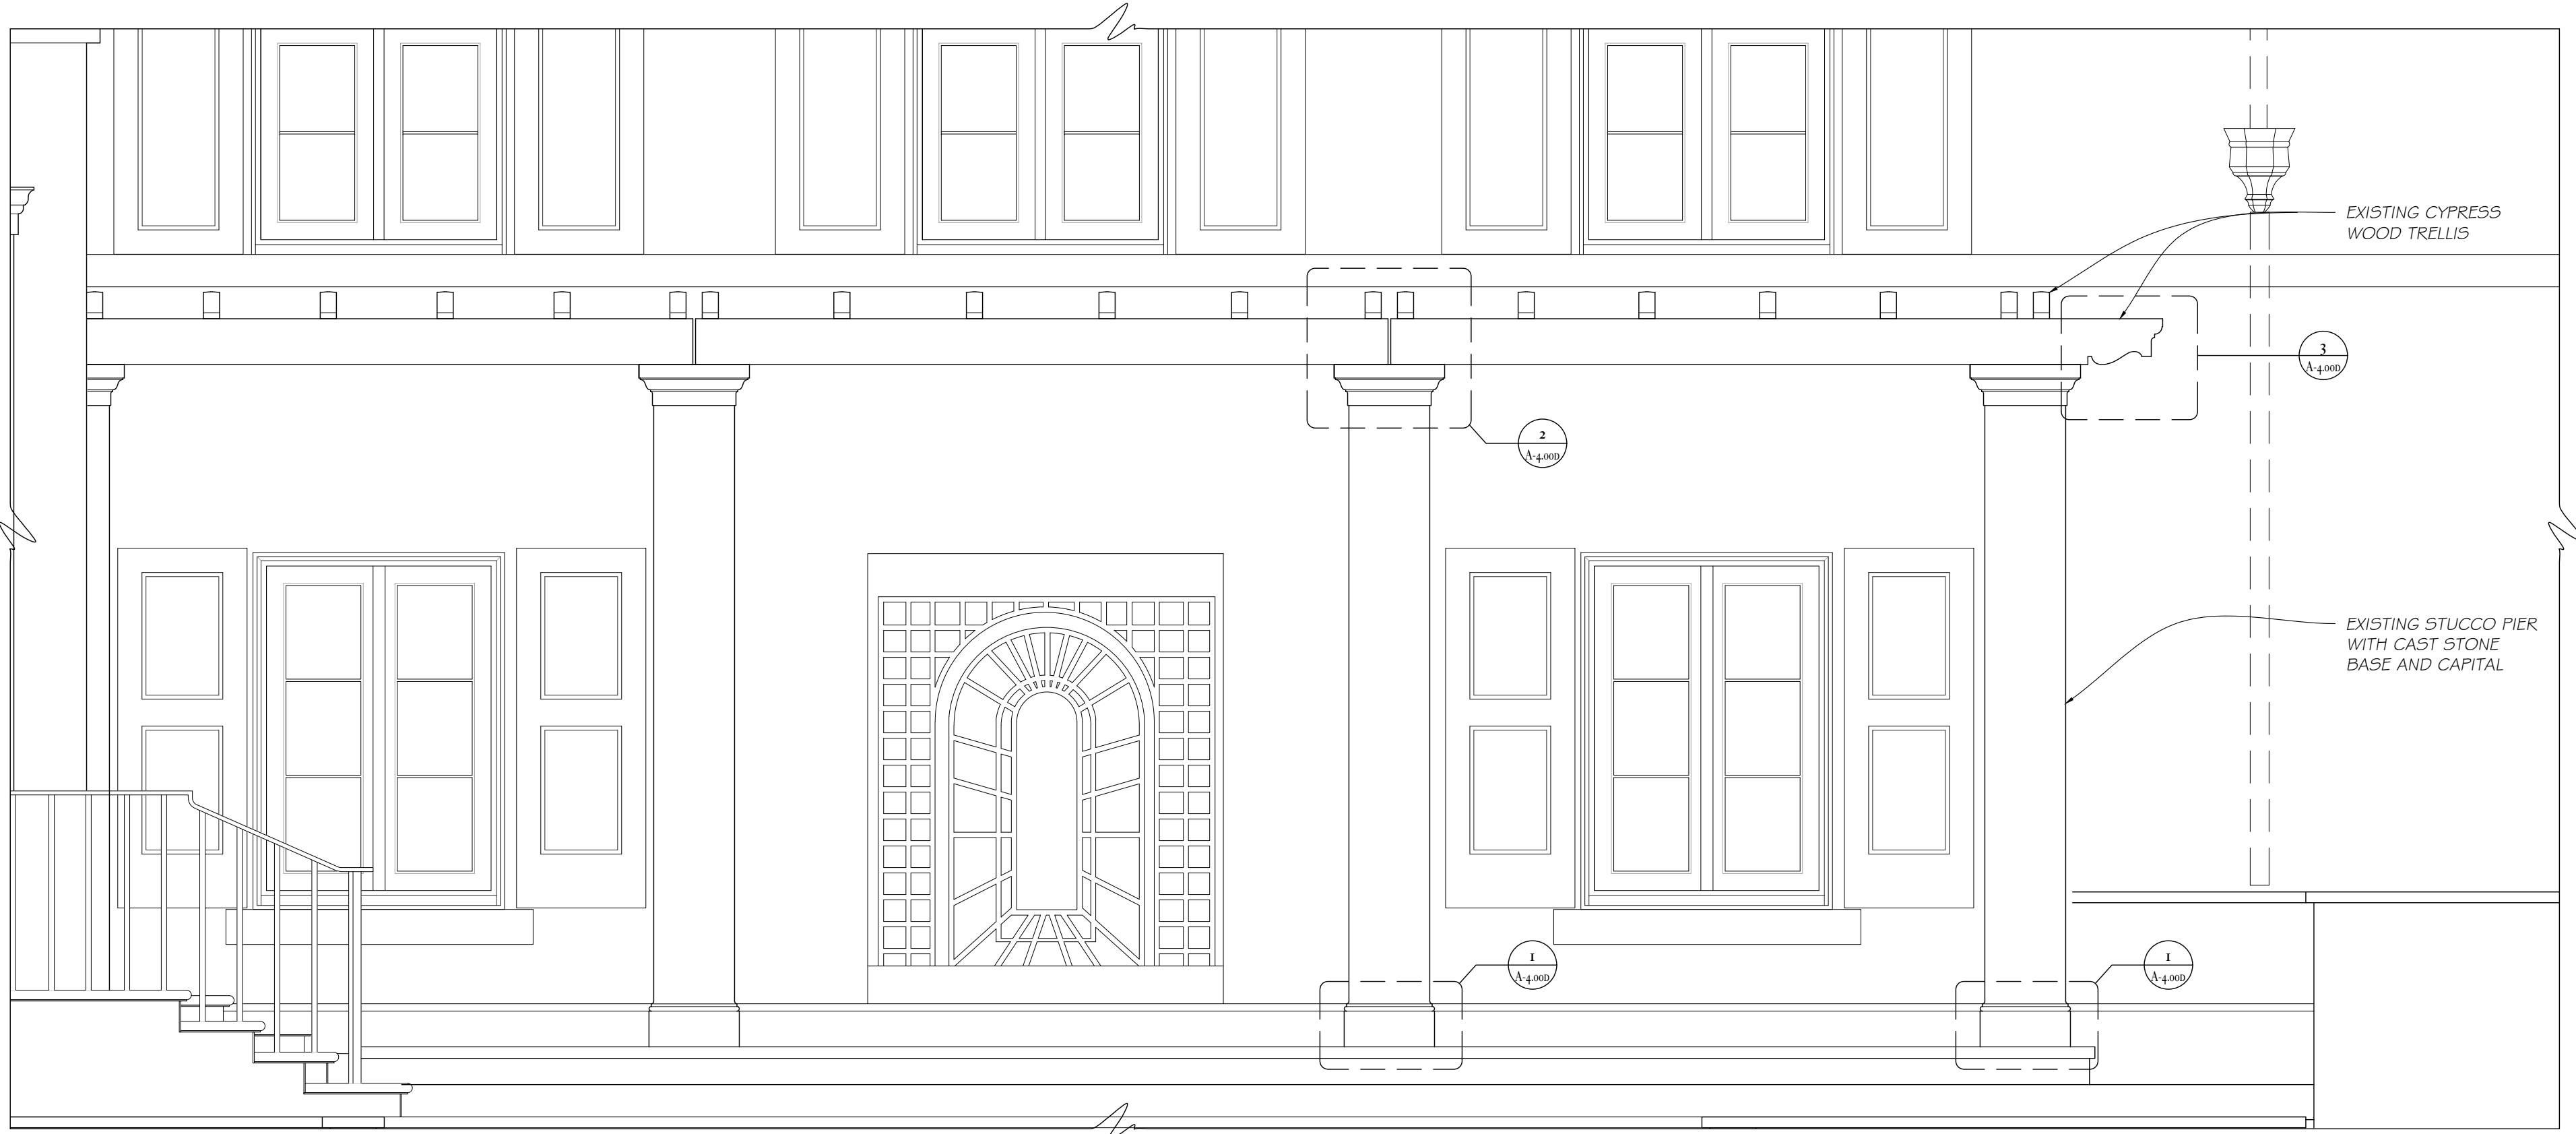 EXISTING CYPRESS
WOOD TRELLIS
3
A-4.00D
2
A-4.00D
EXISTING STUCCO PIER
WITH CAST STONE
BASE AND CAPITAL
1
A-4.00D
1
A-4.00D